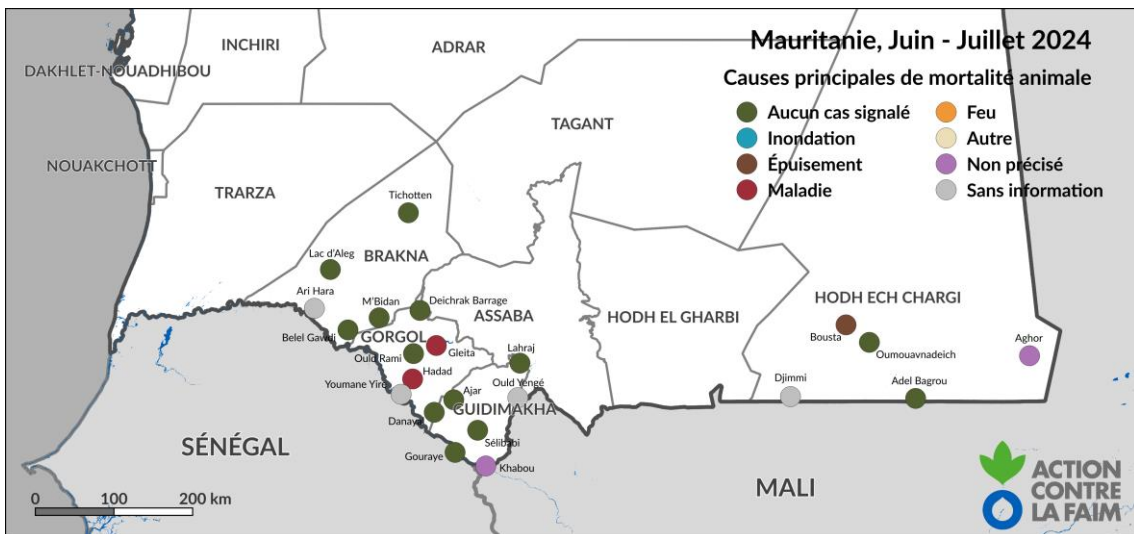 INCHIRI
ADRAR
Mauritanie, Juin - Juillet 2024
DAKHLET-NOUADHIBOU
Causes principales de mortalité animale
Aucun cas signalé
Feu
Inondation
Autre
Épuisement
Non précisé
Maladie
Sans information
TAGANT
NOUAKCHOTT
TRARZA
Tichotten
BRAKNA
Lac d'Aleg
Ari Hara
M'Bidan
Deichrak Barrage
ASSABA
HODH EL GHARBI
HODH ECH CHARGI
Belel Gawdi
GORGOL
Gleita
Ould Rami
Lahraj
Bousta
Oumouavnadeich
Aghor
Hadad
Youmane Yiré
Ajar
Ould Yengé
GUIDIMAKHA
Djimmi
Adel Bagrou
Danaya
Sélibabi
Gouraye
Khabou
SÉNÉGAL
MALI
0 100 200 km
ACTION
CONTRE
LA FAIM